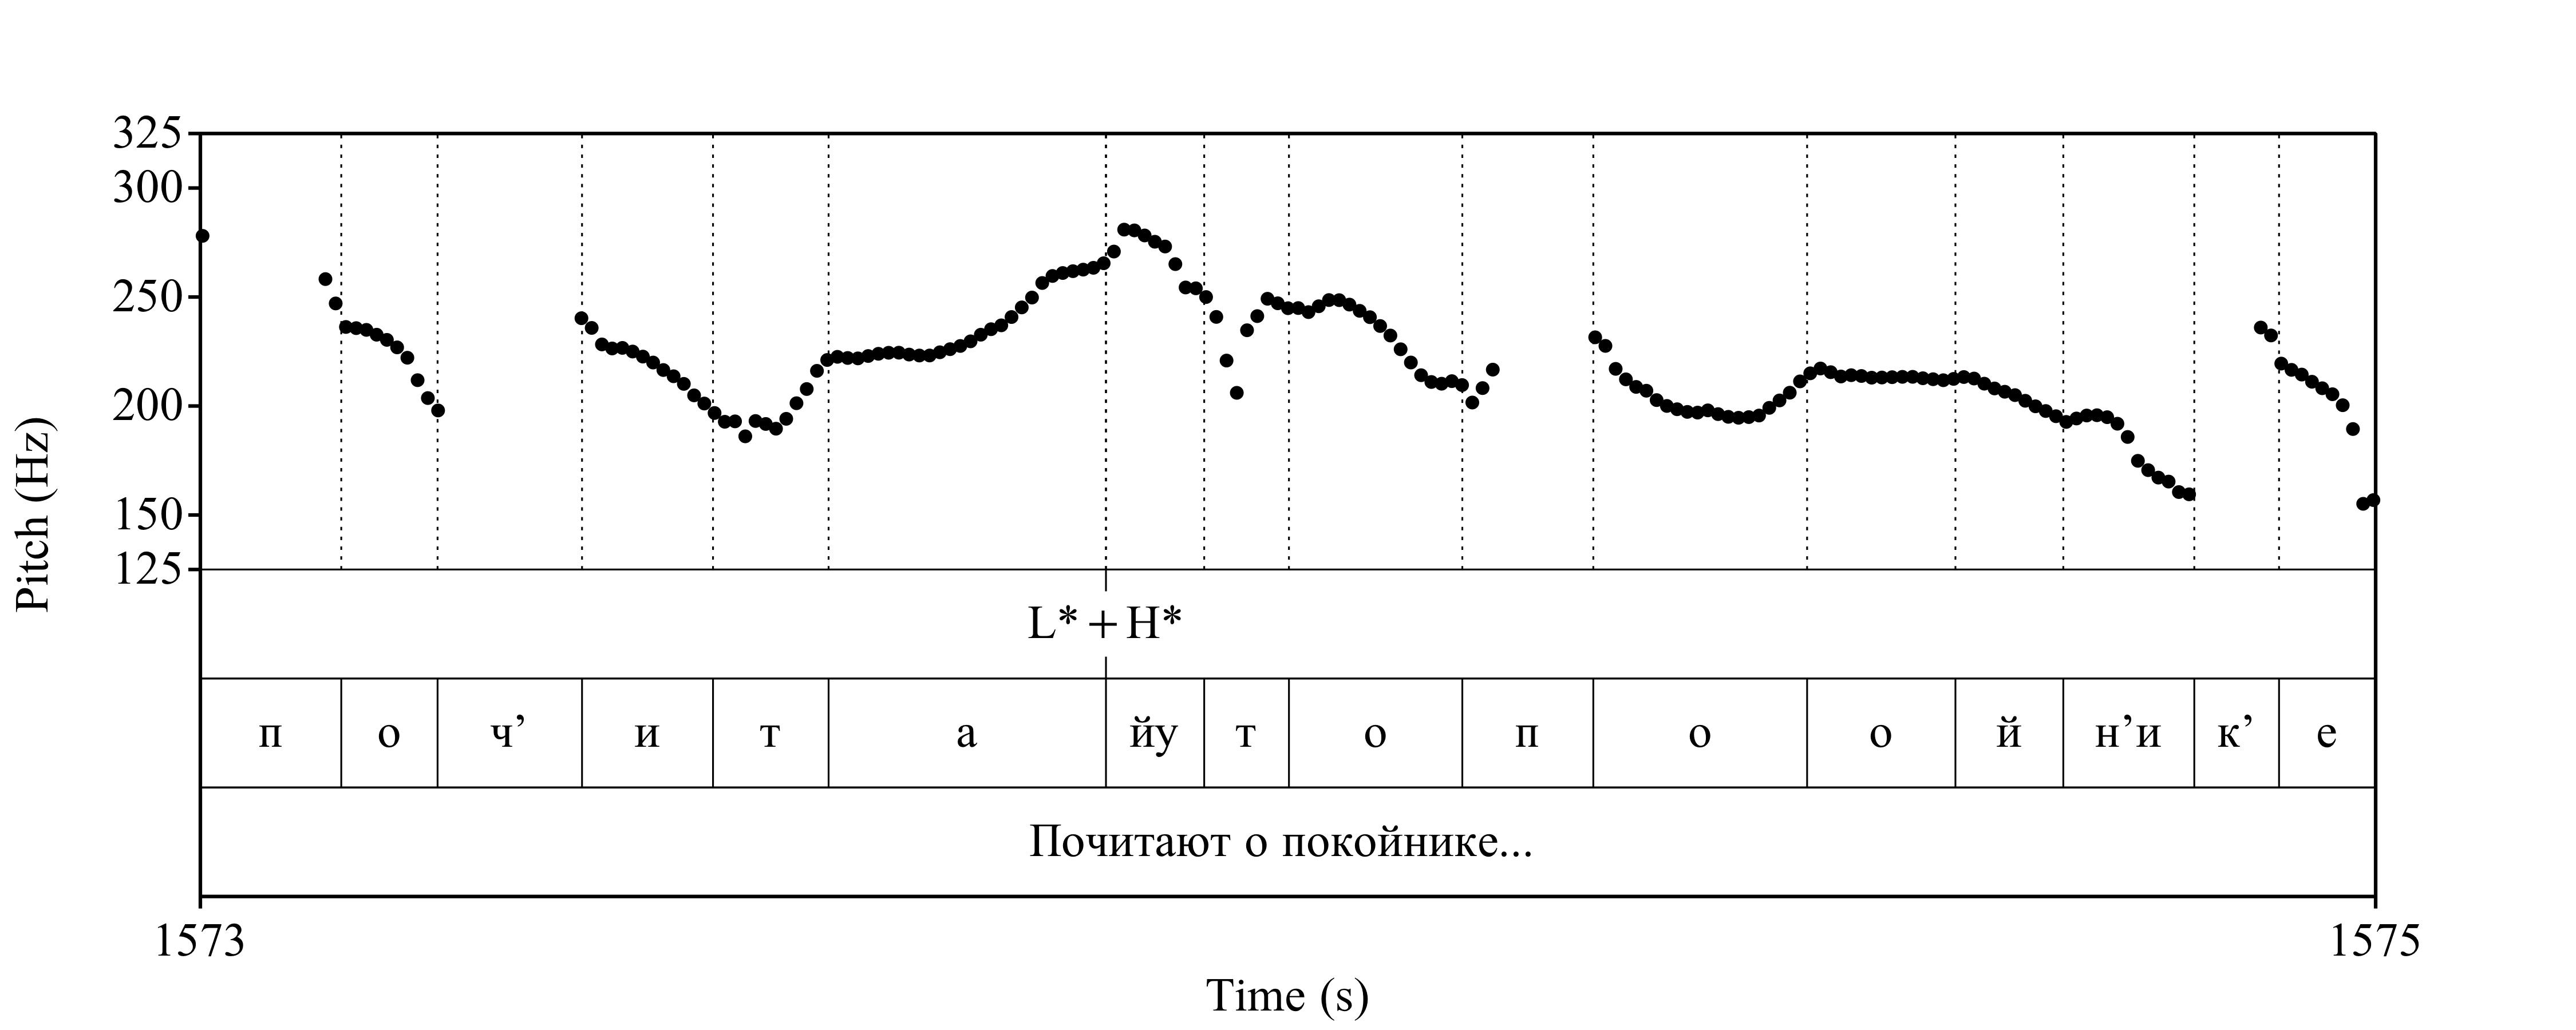 325
300
250
200
150
125
Pitch (Hz)
L*+H*
п о ч’ и т а йу т о п о о й н’и к’ е
Почитают о покойнике...
1573 1575
Time (s)